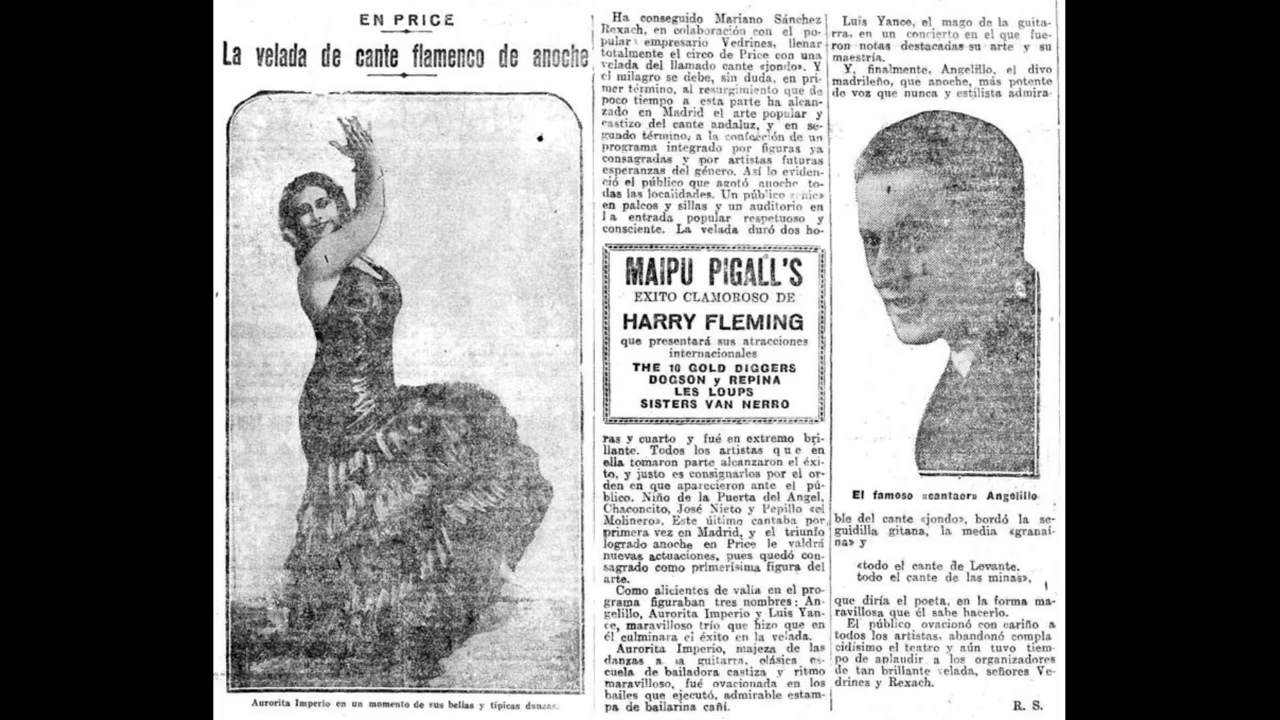 EN PRICE
La velada de cante flamenco de anoche
Aurorita Imperio en un momento de sus bellas y típicas danzas.
Ha conseguido Mariano Sánchez
Rexach, en colaboración con el po-
pular empresario Vedrines, llenar
totalmente el circo de Price con una
velada del llamado cante «jondo». Y
el milagro se debe, sin duda, en pri-
mer término, al resurgimiento que de
poco tiempo a esta parte ha alcan-
zado en Madrid el arte popular y
castizo del cante andaluz, y en se-
gundo término, a la confección de un
programa integrado por figuras ya
consagradas y por artistas futuras
esperanzas del género. Así lo eviden-
ció el público que agotó anoche to-
das las localidades. Un público
en palcos y sillas y un auditorio en
la entrada popular respetuoso y
consciente. La velada duró dos ho-
MAIPU PIGALL'S
EXITO CLAMOROSO DE
HARRY FLEMING
que presentará sus atracciones
internacionales
THE 10 GOLD DIGGERS
DOGSON y REPINA
LES LOUPS
SISTERS VAN NERRO
ras y cuarto y fué en extremo bri-
llante. Todos los artistas que en
ella tomaron parte alcanzaron el éxi-
to, y justo es consignarlos por el or-
den en que aparecieron ante el pú-
blico. Niño de la Puerta del Angel,
Chaconcito, José Nieto y Pepillo «el
Molinero». Este último cantaba por
primera vez en Madrid, y el triunfo
logrado anoche en Price le valdrá
nuevas actuaciones, pues quedó con-
sagrado como primerísima figura del
arte.
Como alicientes de valía en el pro-
grama figuraban tres nombres: An-
gelillo, Aurorita Imperio y Luis Yan-
ce, maravilloso trío que hizo que en
él culminara el éxito en la velada.
Aurorita Imperio, majeza de las
danzas a la guitarra, clásica es-
cuela de bailadora castiza y ritmo
maravilloso, fué ovacionada en los
bailes que ejecutó, admirable estam-
pa de bailarina cañí.
Luis Yance, el mago de la guita-
rra, en un concierto en el que fue-
ron notas destacadas su arte y su
maestría.
Y, finalmente, Angelillo, el divo
madrileño, que anoche, más potente
de voz que nunca y estilista admira-
El famoso «cantaor» Angelillo
ble del cante «jondo», bordó la se-
guidilla gitana, la media «granaí-
na» y
«todo el cante de Levante,
todo el cante de las minas»,
que diría el poeta, en la forma ma-
ravillosa que él sabe hacerlo.
El público ovacionó con cariño a
todos los artistas, abandonó compla
cidísimo el teatro y aún tuvo tiem-
po de aplaudir a los organizadores
de tan brillante velada, señores Ve-
drines y Rexach.
R. S.